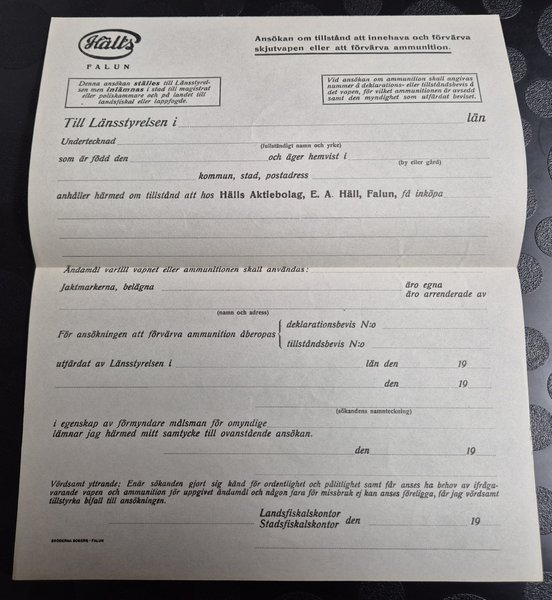 Hälls
FALUN
Ansökan om tillstånd att innehava och förvärva
skjutvapen eller att förvärva ammunition.
Denna ansökan ställes till Länsstyrel-
sen men inlämnas i stad till magistrat
eller poliskammare och på landet till
landsfiskal eller lappfogde.
Vid ansökan om ammunition skall angivas
nummer å deklarations- eller tillståndsbevis å
det vapen, för vilket ammunitionen är avsedd
samt den myndighet som utfärdat beviset.
Till Länsstyrelsen i län
Undertecknad
(fullständigt namn och yrke)
som är född den och äger hemvist i
(by eller gård)
kommun, stad, postadress
anhåller härmed om tillstånd att hos Hälls Aktiebolag, E. A. Häll, Falun, få inköpa
Ändamål vartill vapnet eller ammunitionen skall användas:
Jaktmarkerna, belägna äro egna
äro arrenderade av
(namn och adress)
För ansökningen att förvärva ammunition åberopas
deklarationsbevis N:o
tillståndsbevis N:o
utfärdat av Länsstyrelsen i län den 19
den 19
(sökandens namnteckning)
i egenskap av förmyndare målsman för omyndige
lämnar jag härmed mitt samtycke till ovanstående ansökan.
den 19
Vördsamt yttrande: Enär sökanden gjort sig känd för ordentlighet och pålitlighet samt får anses ha behov av ifråga-
varande vapen och ammunition för uppgivet ändamål och någon fara för missbruk ej kan anses föreligga, får jag vördsamt
tillstyrka bifall till ansökningen.
Landsfiskalskontor
Stadsfiskalskontor den 19
BRÖDERNA BOBERG - FALUN